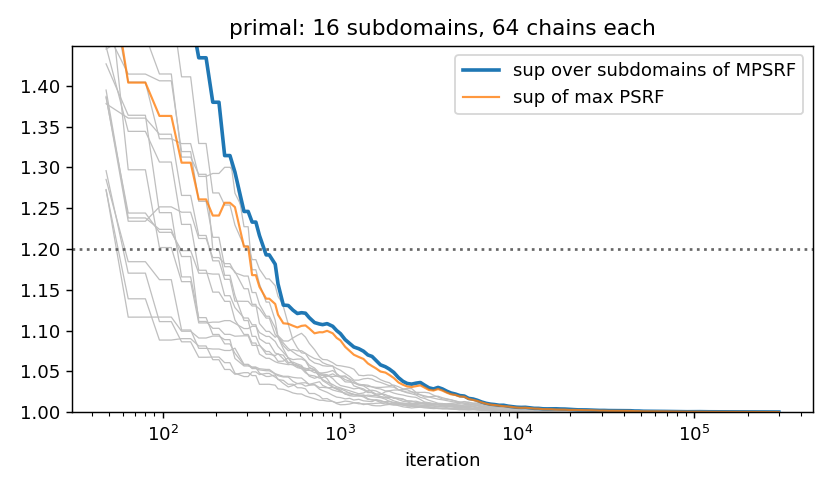 primal: 16 subdomains, 64 chains each
sup over subdomains of MPSRF
sup of max PSRF
1.40
1.35
1.30
1.25
1.20
1.15
1.10
1.05
1.00
10² 10³ 10⁴ 10⁵
iteration